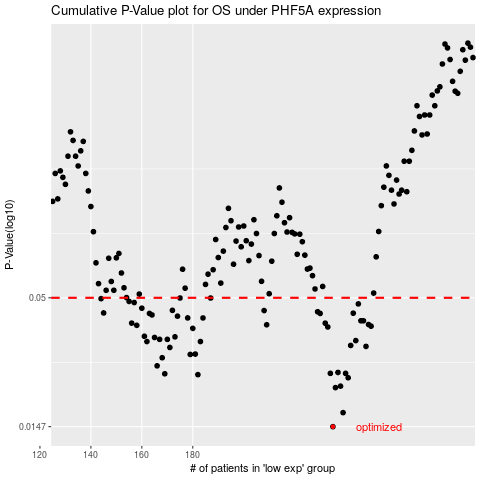 Cumulative P-Value plot for OS under PHF5A expression
P-Value(log10)
0.05
0.0147
optimized
120 140 160 180
# of patients in 'low exp' group